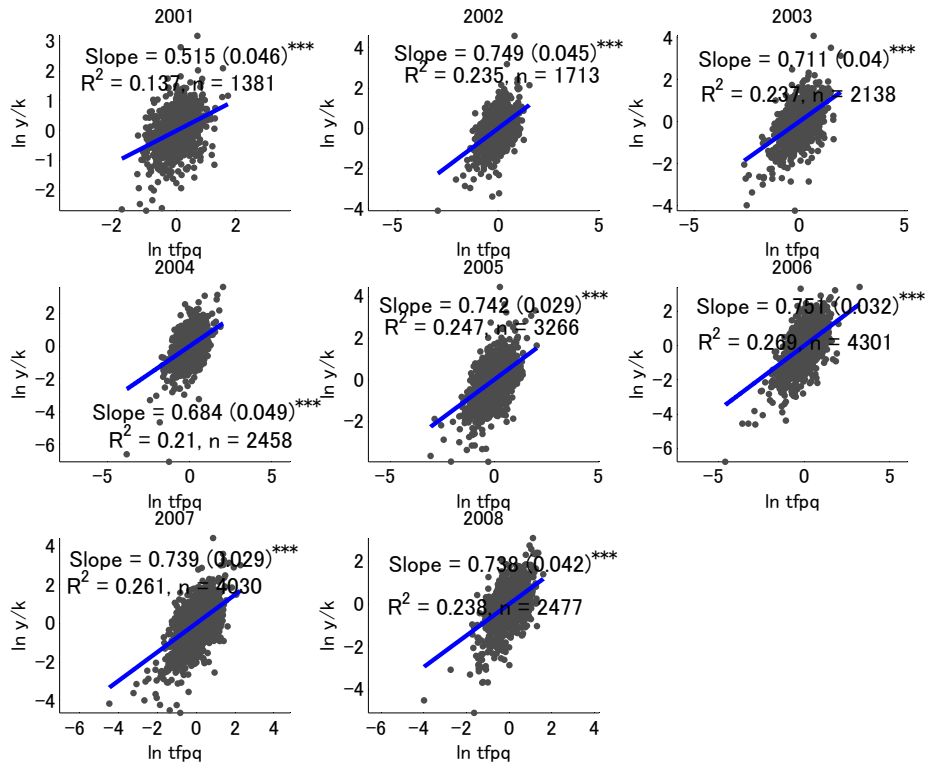 2001
Slope = 0.515 (0.046)***
R² = 0.137, n = 1381
3
2
1
0
−1
−2
ln y/k
−2 0 2
ln tfpq
2002
Slope = 0.749 (0.045)***
R² = 0.235, n = 1713
4
2
0
−2
−4
ln y/k
−5 0 5
ln tfpq
2003
Slope = 0.711 (0.04)***
R² = 0.237, n = 2138
4
2
0
−2
−4
ln y/k
−5 0 5
ln tfpq
2004
2
0
−2
−4
−6
ln y/k
Slope = 0.684 (0.049)***
R² = 0.21, n = 2458
−5 0 5
ln tfpq
2005
Slope = 0.742 (0.029)***
R² = 0.247, n = 3266
4
2
0
−2
ln y/k
−5 0 5
ln tfpq
2006
Slope = 0.751 (0.032)***
R² = 0.269, n = 4301
2
0
−2
−4
−6
ln y/k
−5 0 5
ln tfpq
2007
Slope = 0.739 (0.029)***
R² = 0.261, n = 4030
4
2
0
−2
−4
ln y/k
−6 −4 −2 0 2 4
ln tfpq
2008
Slope = 0.738 (0.042)***
R² = 0.238, n = 2477
2
0
−2
−4
ln y/k
−6 −4 −2 0 2 4
ln tfpq